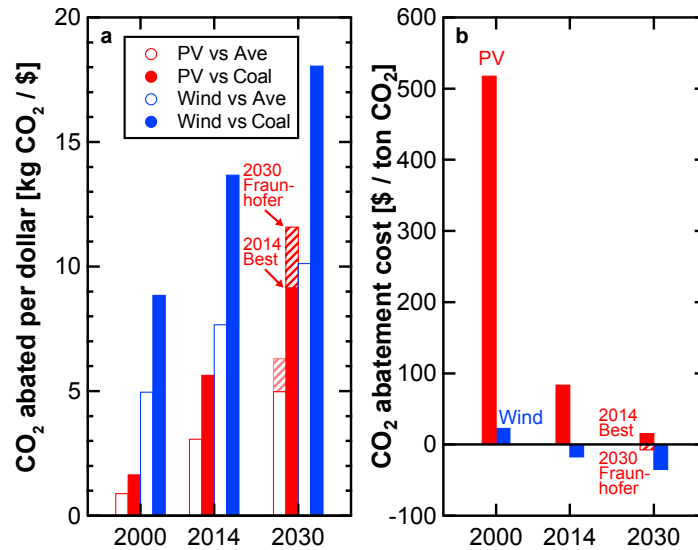 a
PV vs Ave
PV vs Coal
Wind vs Ave
Wind vs Coal
2030
Fraun-
hofer
2014
Best
CO2 abated per dollar [kg CO2 / $]
20
15
10
5
0
2000
2014
2030
b
PV
Wind
2014
Best
2030
Fraun-
hofer
CO2 abatement cost [$ / ton CO2]
600
500
400
300
200
100
0
-100
2000
2014
2030